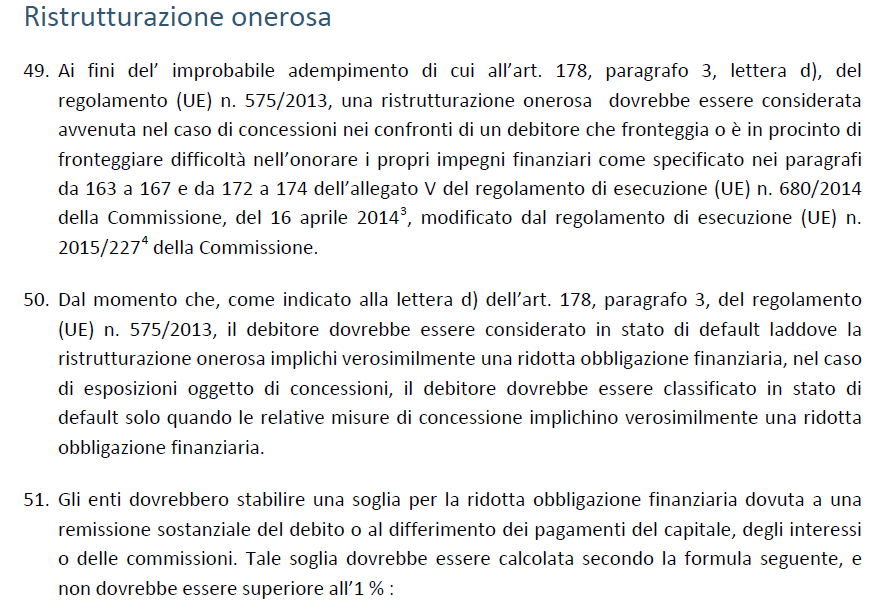 Ristrutturazione onerosa
49. Ai fini del’ improbabile adempimento di cui all’art. 178, paragrafo 3, lettera d), del
regolamento (UE) n. 575/2013, una ristrutturazione onerosa dovrebbe essere considerata
avvenuta nel caso di concessioni nei confronti di un debitore che fronteggia o è in procinto di
fronteggiare difficoltà nell’onorare i propri impegni finanziari come specificato nei paragrafi
da 163 a 167 e da 172 a 174 dell’allegato V del regolamento di esecuzione (UE) n. 680/2014
della Commissione, del 16 aprile 2014³, modificato dal regolamento di esecuzione (UE) n.
2015/227⁴ della Commissione.
50. Dal momento che, come indicato alla lettera d) dell’art. 178, paragrafo 3, del regolamento
(UE) n. 575/2013, il debitore dovrebbe essere considerato in stato di default laddove la
ristrutturazione onerosa implichi verosimilmente una ridotta obbligazione finanziaria, nel caso
di esposizioni oggetto di concessioni, il debitore dovrebbe essere classificato in stato di
default solo quando le relative misure di concessione implichino verosimilmente una ridotta
obbligazione finanziaria.
51. Gli enti dovrebbero stabilire una soglia per la ridotta obbligazione finanziaria dovuta a una
remissione sostanziale del debito o al differimento dei pagamenti del capitale, degli interessi
o delle commissioni. Tale soglia dovrebbe essere calcolata secondo la formula seguente, e
non dovrebbe essere superiore all’1 % :